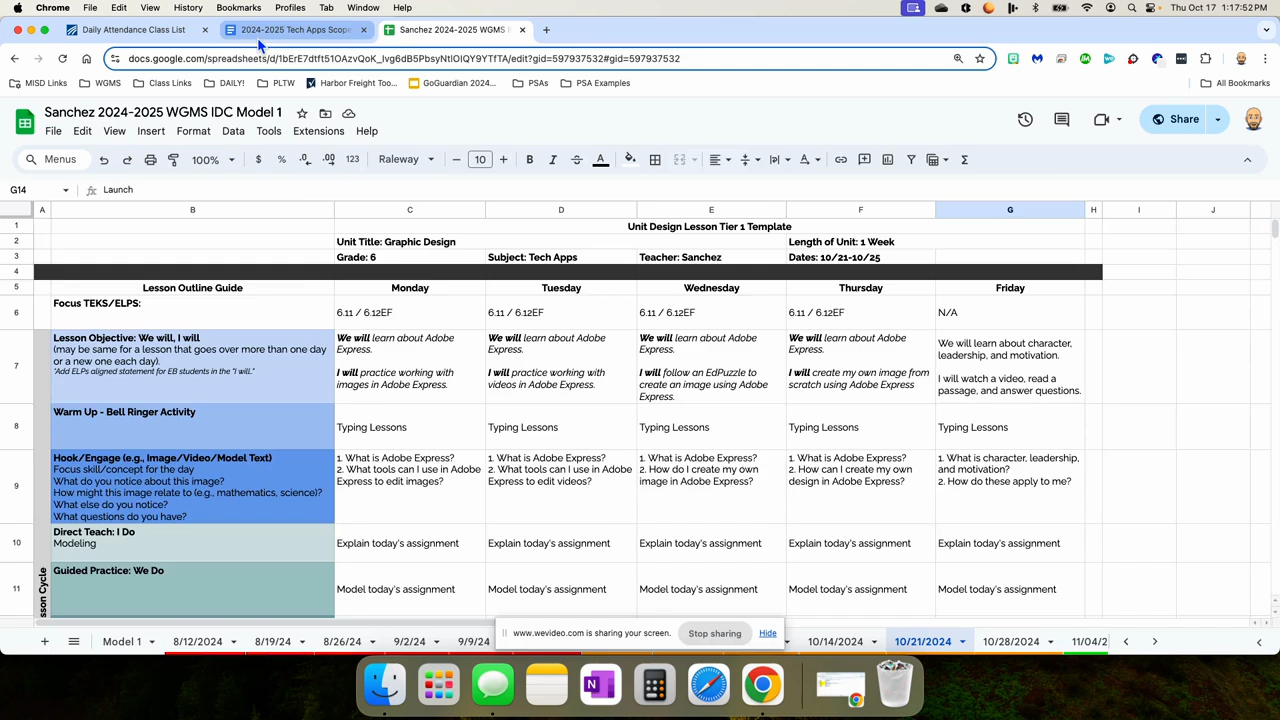 Chrome File Edit View History Bookmarks Profiles Tab Window Help Thu Oct 17 1:17:52 PM
Daily Attendance Class List 2024-2025 Tech Apps Scope Sanchez 2024-2025 WGMS I
docs.google.com/spreadsheets/d/1bErE7dtft51OAzvQoK_Ivg6dB5PbsyNtlOIQY9YTfTA/edit?gid=597937532#gid=597937532
MISD Links WGMS Class Links DAILY! PLTW Harbor Freight Too... GoGuardian 2024... PSAs PSA Examples All Bookmarks
Sanchez 2024-2025 WGMS IDC Model 1
File Edit View Insert Format Data Tools Extensions Help
Share
Menus 100% $ % .0 .00 123 Raleway 10 B I A
G14 fx Launch
A B C D E F G H I J
1 Unit Design Lesson Tier 1 Template
2 Unit Title: Graphic Design Length of Unit: 1 Week
3 Grade: 6 Subject: Tech Apps Teacher: Sanchez Dates: 10/21-10/25
4
5 Lesson Outline Guide Monday Tuesday Wednesday Thursday Friday
Focus TEKS/ELPS:
6 6.11 / 6.12EF 6.11 / 6.12EF 6.11 / 6.12EF 6.11 / 6.12EF N/A
7
Lesson Objective: We will, I will
(may be same for a lesson that goes over more than one day
or a new one each day).
"Add ELPs aligned statement for EB students in the "I will."
We will learn about Adobe
Express.
I will practice working with
images in Adobe Express.
We will learn about Adobe
Express.
I will practice working with
videos in Adobe Express.
We will learn about Adobe
Express.
I will follow an EdPuzzle to
create an image using Adobe
Express.
We will learn about Adobe
Express.
I will create my own image from
scratch using Adobe Express
We will learn about character,
leadership, and motivation.
I will watch a video, read a
passage, and answer questions.
Warm Up - Bell Ringer Activity
8 Typing Lessons Typing Lessons Typing Lessons Typing Lessons Typing Lessons
9
Hook/Engage (e.g., Image/Video/Model Text)
Focus skill/concept for the day
What do you notice about this image?
How might this image relate to (e.g., mathematics, science)?
What else do you notice?
What questions do you have?
1. What is Adobe Express?
2. What tools can I use in Adobe
Express to edit images?
1. What is Adobe Express?
2. What tools can I use in Adobe
Express to edit videos?
1. What is Adobe Express?
2. How do I create my own
image in Adobe Express?
1. What is Adobe Express?
2. How can I create my own
design in Adobe Express?
1. What is character, leadership,
and motivation?
2. How do these apply to me?
Direct Teach: I Do
Modeling
10 Explain today's assignment Explain today's assignment Explain today's assignment Explain today's assignment Explain today's assignment
Guided Practice: We Do
11 Model today's assignment Model today's assignment Model today's assignment Model today's assignment Model today's assignment
sson Cycle
www.wevideo.com is sharing your screen. Stop sharing Hide
Model 1 8/12/2024 8/19/2024 8/26/2024 9/2/24 9/9/24 10/14/2024 10/21/2024 10/28/2024 11/04/2